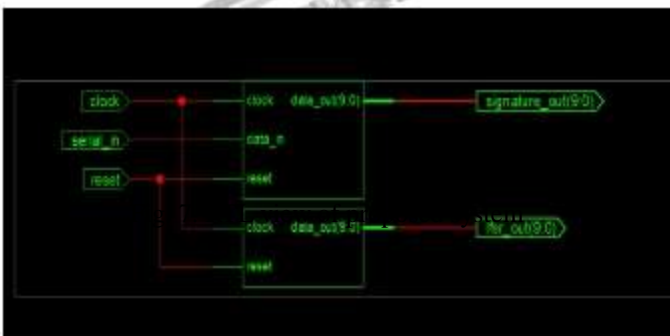 clock clock data_out(9:0) signature_out(9:0)
serial_in data_in
reset reset
clock data_out(9:0) lfsr_out(9:0)
reset